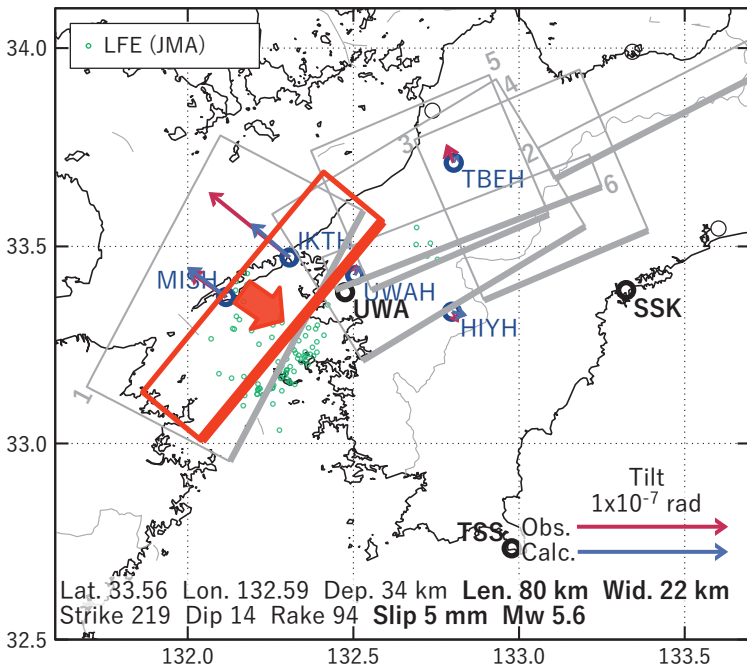 34.0
LFE (JMA)
5
4
3
2
TBEH
6
33.5
IKTH
MISH
UWAH
UWA
SSK
HIYH
1
33.0
Tilt
1x10-7 rad
TSS
Obs.
Calc.
Lat. 33.56 Lon. 132.59 Dep. 34 km Len. 80 km Wid. 22 km
Strike 219 Dip 14 Rake 94 Slip 5 mm Mw 5.6
32.5
132.0 132.5 133.0 133.5